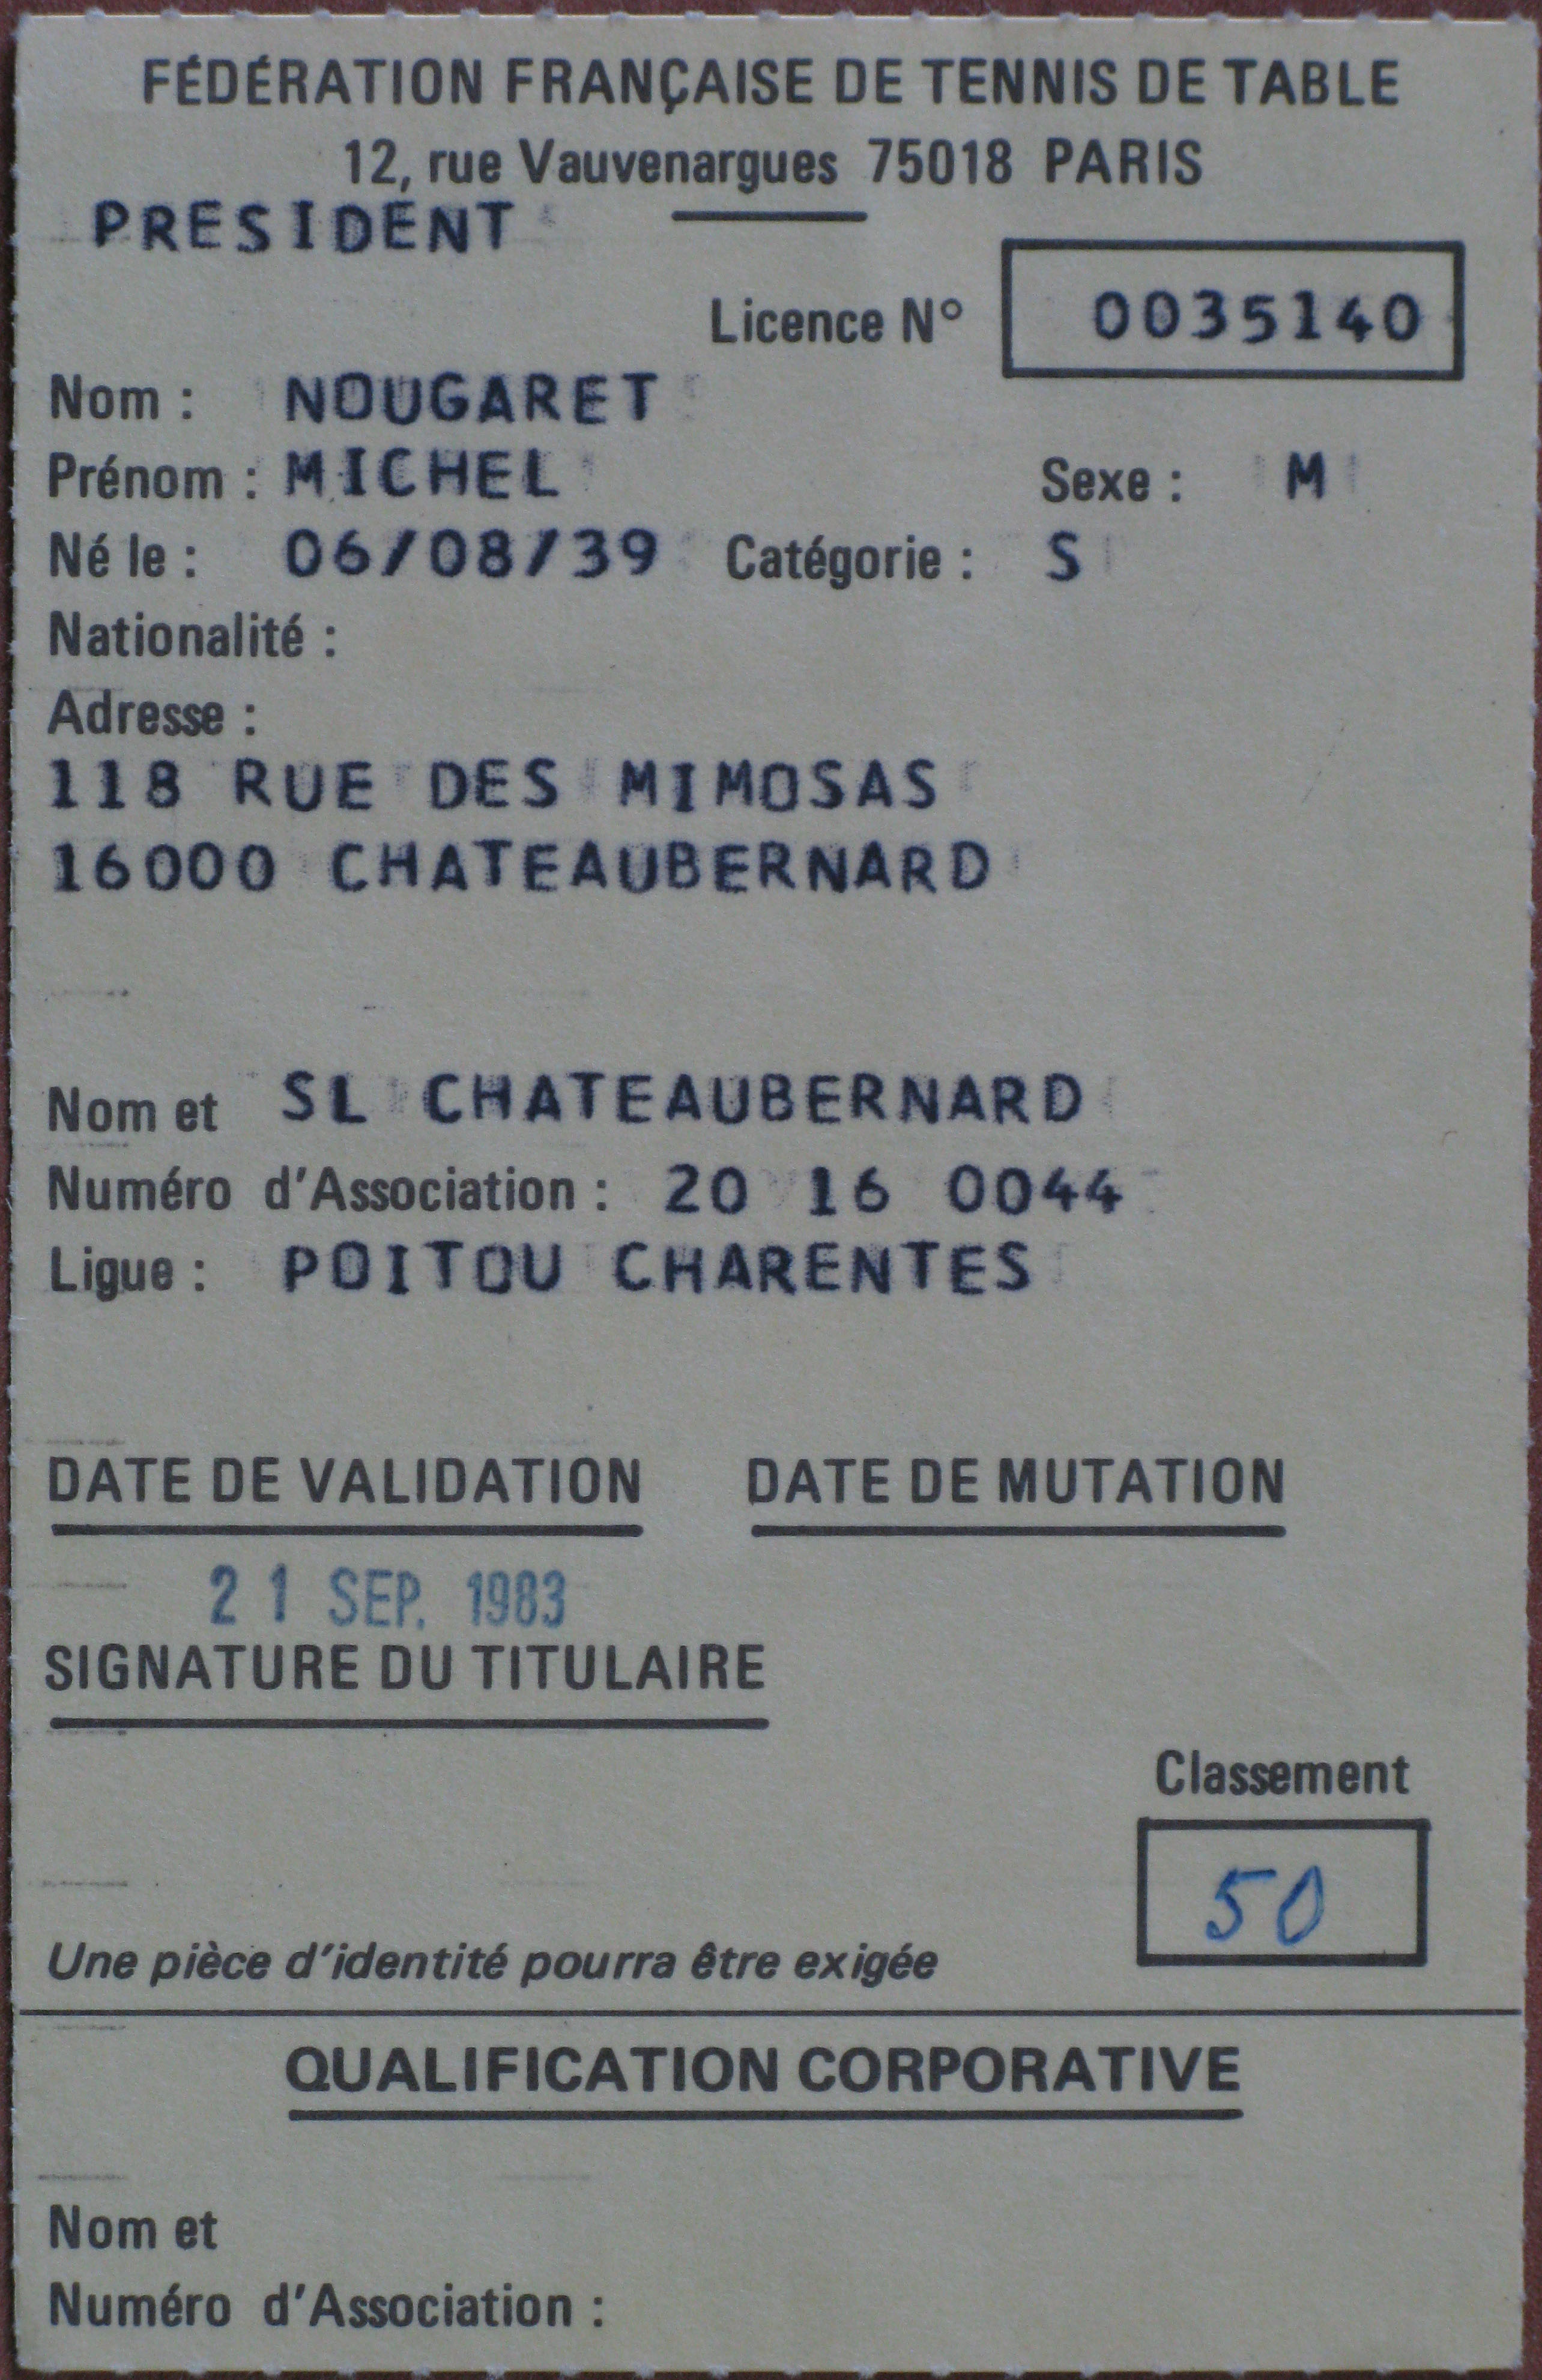 FÉDÉRATION FRANÇAISE DE TENNIS DE TABLE
12, rue Vauvenargues 75018 PARIS
PRESIDENT
Licence N° 0035140
Nom : NOUGARET
Prénom : MICHEL Sexe : M
Né le : 06/08/39 Catégorie : S
Nationalité :
Adresse :
118 RUE DES MIMOSAS
16000 CHATEAUBERNARD
Nom et SL CHATEAUBERNARD
Numéro d'Association : 20 16 0044
Ligue : POITOU CHARENTES
DATE DE VALIDATION DATE DE MUTATION
21 SEP. 1983
SIGNATURE DU TITULAIRE
Classement
50
Une pièce d'identité pourra être exigée
QUALIFICATION CORPORATIVE
Nom et
Numéro d'Association :